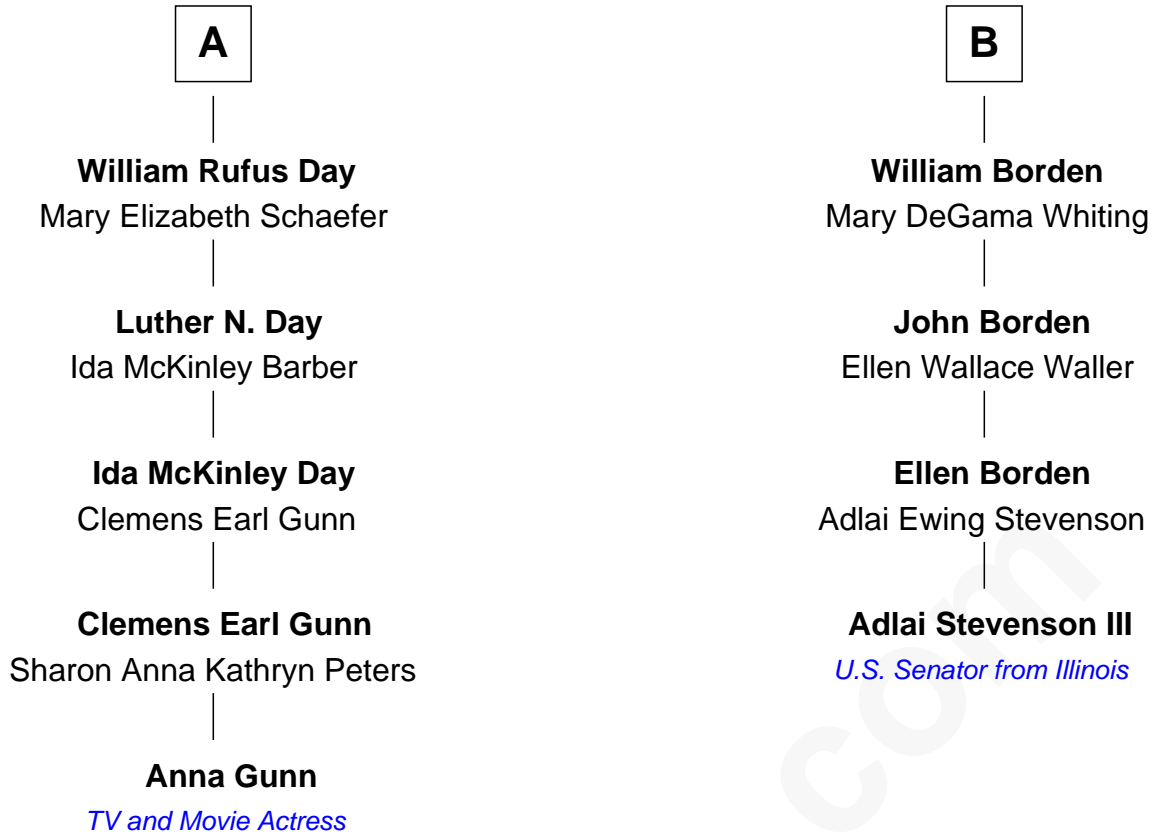 A
William Rufus Day
Mary Elizabeth Schaefer
Luther N. Day
Ida McKinley Barber
Ida McKinley Day
Clemens Earl Gunn
Clemens Earl Gunn
Sharon Anna Kathryn Peters
Anna Gunn
TV and Movie Actress
B
William Borden
Mary DeGama Whiting
John Borden
Ellen Wallace Waller
Ellen Borden
Adlai Ewing Stevenson
Adlai Stevenson III
U.S. Senator from Illinois
com